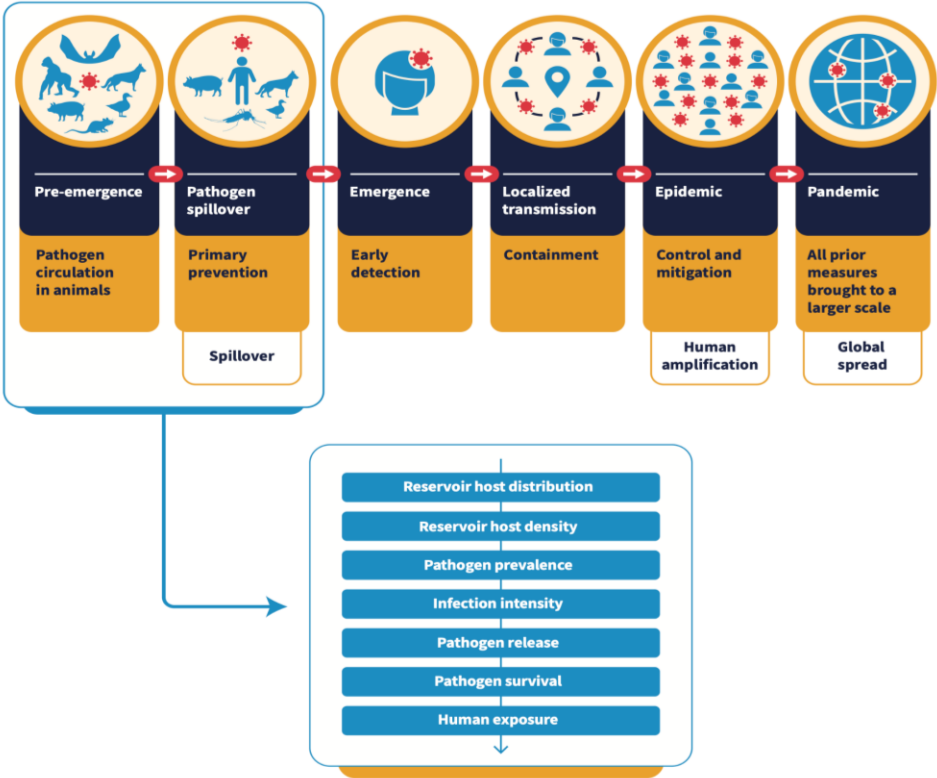 Pre-emergence
Pathogen
spillover
Emergence
Localized
transmission
Epidemic
Pandemic
Pathogen
circulation
in animals
Primary
prevention
Early
detection
Containment
Control and
mitigation
All prior
measures
brought to a
larger scale
Spillover
Human
amplification
Global
spread
Reservoir host distribution
Reservoir host density
Pathogen prevalence
Infection intensity
Pathogen release
Pathogen survival
Human exposure